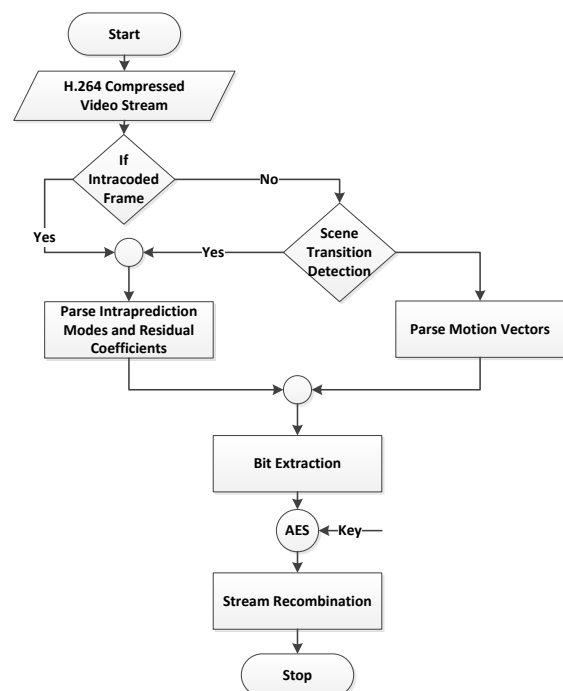 Start
H.264 Compressed
Video Stream
If
Intracoded
Frame
No
Yes
Scene
Transition
Detection
Yes
Parse Intraprediction
Modes and Residual
Coefficients
Parse Motion Vectors
Bit Extraction
AES
Key
Stream Recombination
Stop